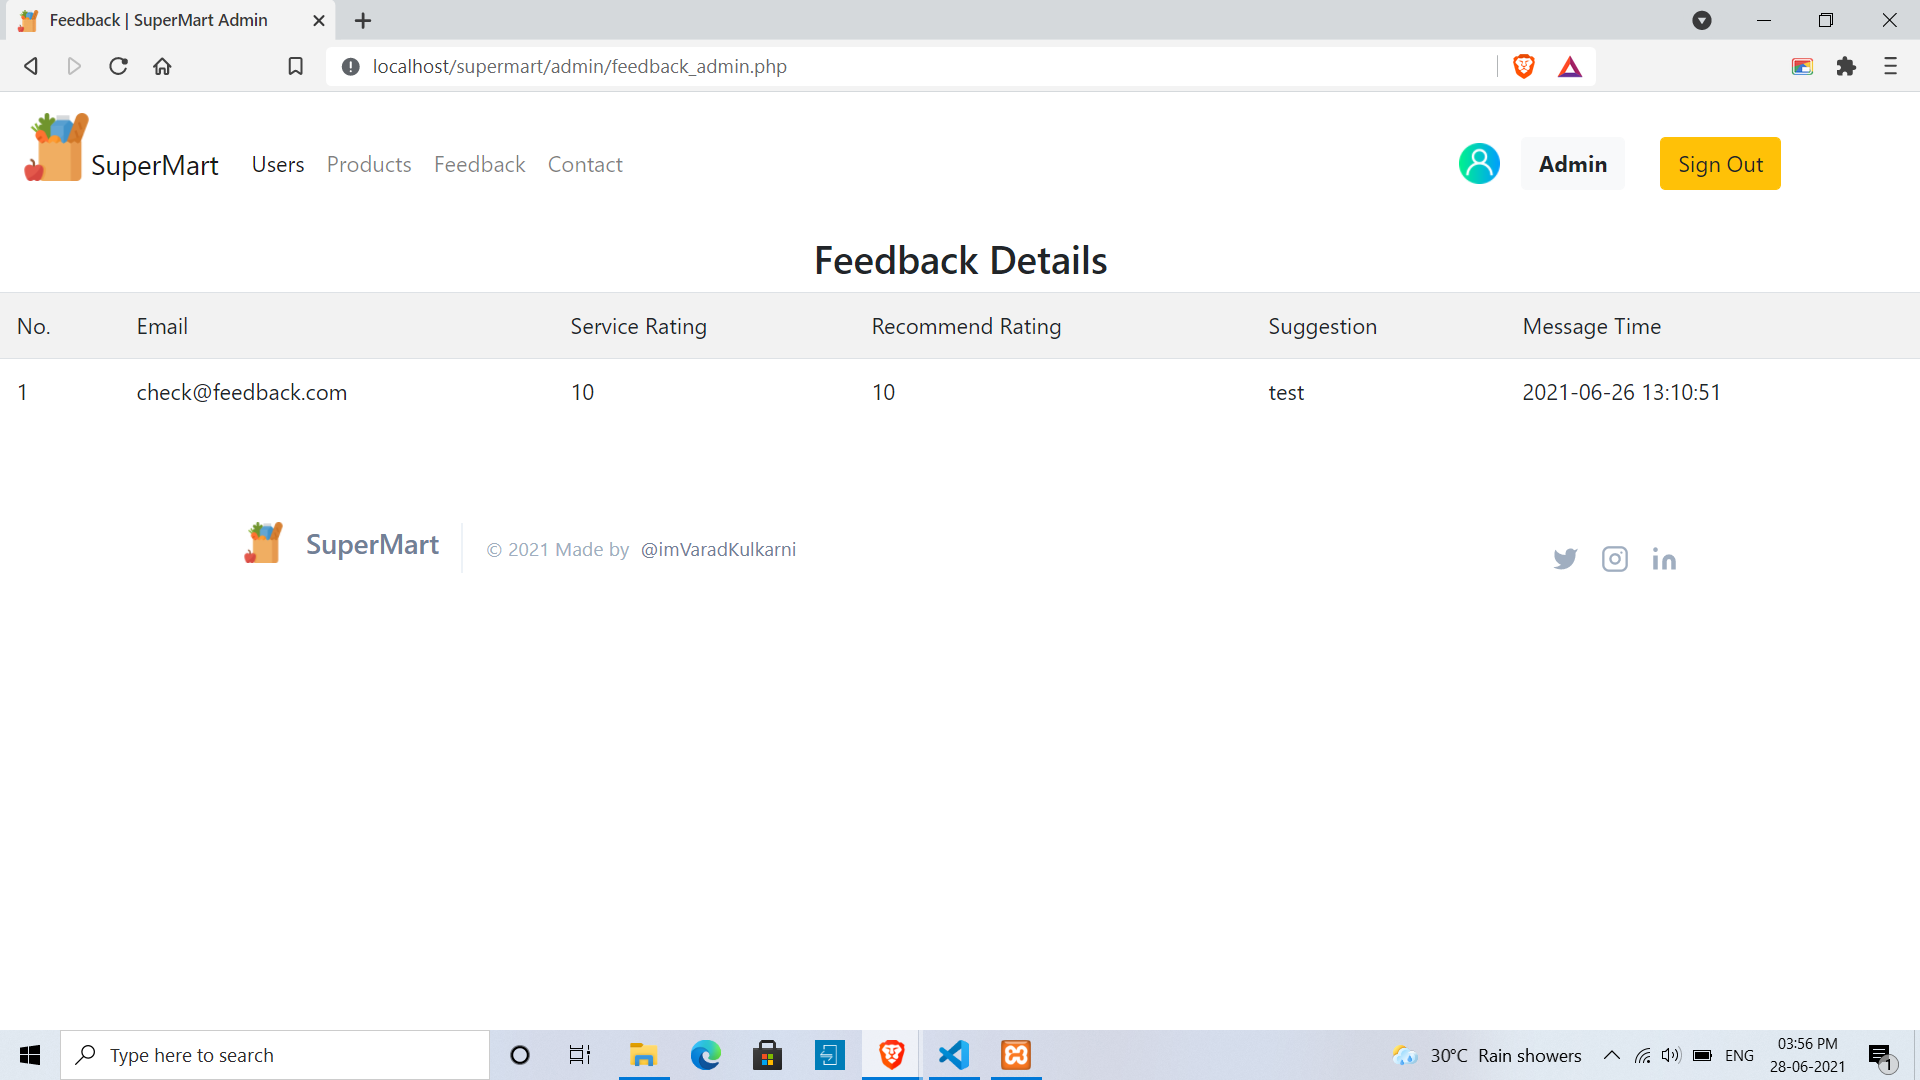 Feedback | SuperMart Admin
localhost/supermart/admin/feedback_admin.php
SuperMart Users Products Feedback Contact Admin Sign Out
Feedback Details
No. Email Service Rating Recommend Rating Suggestion Message Time
1 check@feedback.com 10 10 test 2021-06-26 13:10:51
SuperMart © 2021 Made by @imVaradKulkarni
Type here to search
30°C Rain showers
ENG
03:56 PM
28-06-2021
1